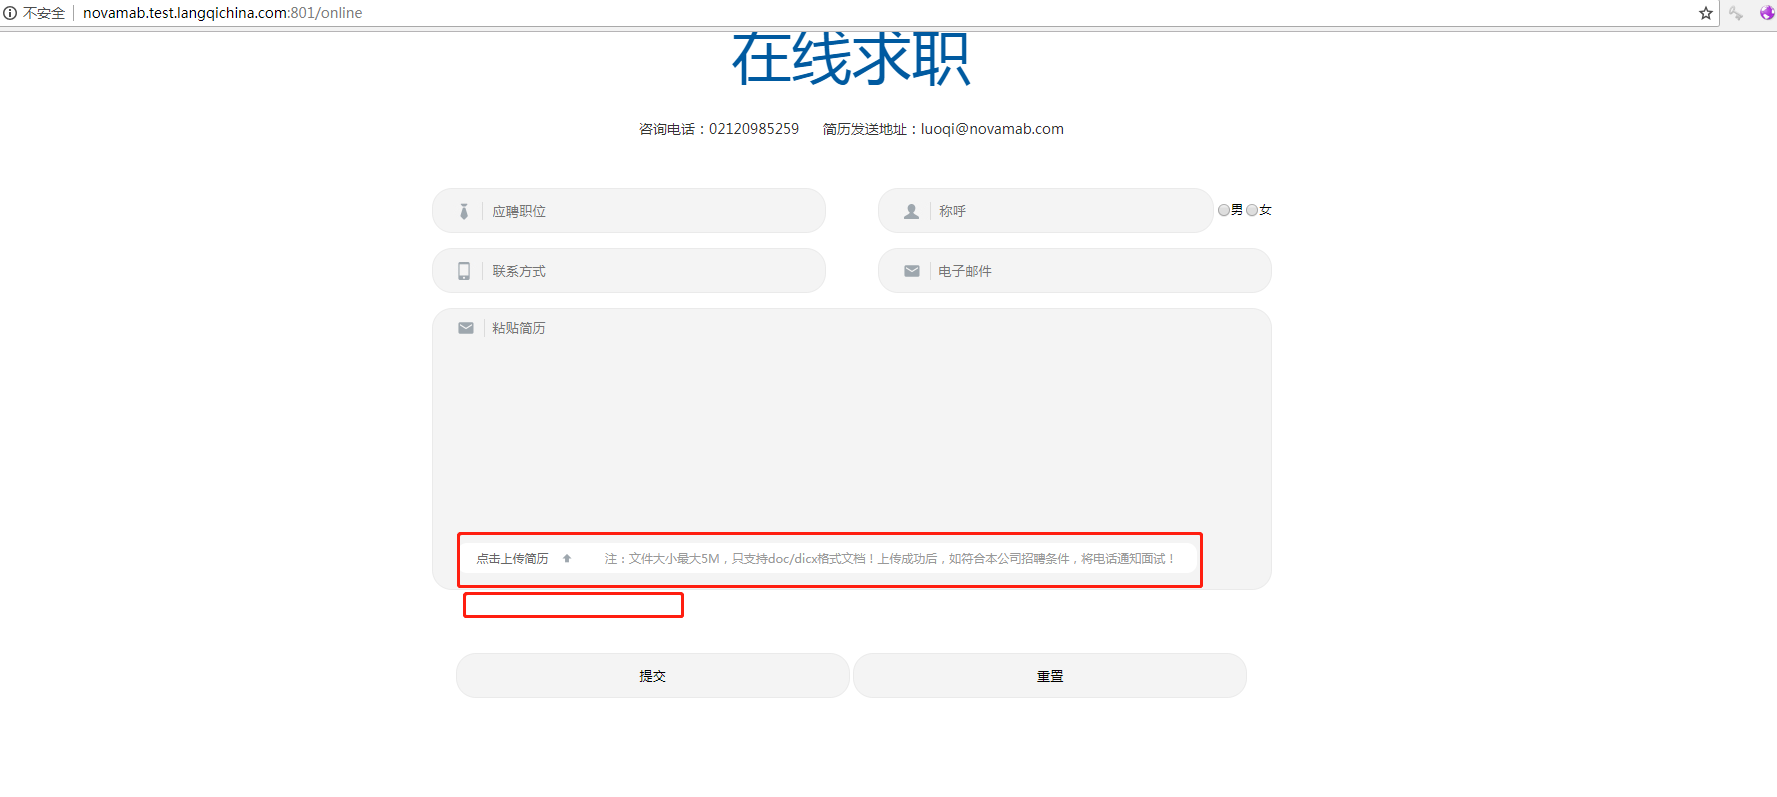 不安全 novamab.test.langqichina.com:801/online
在线求职
咨询电话：02120985259 简历发送地址：luoqi@novamab.com
应聘职位 称呼 男 女
联系方式 电子邮件
粘贴简历
点击上传简历 注：文件大小最大5M，只支持doc/dicx格式文档！上传成功后，如符合本公司招聘条件，将电话通知面试！
提交 重置